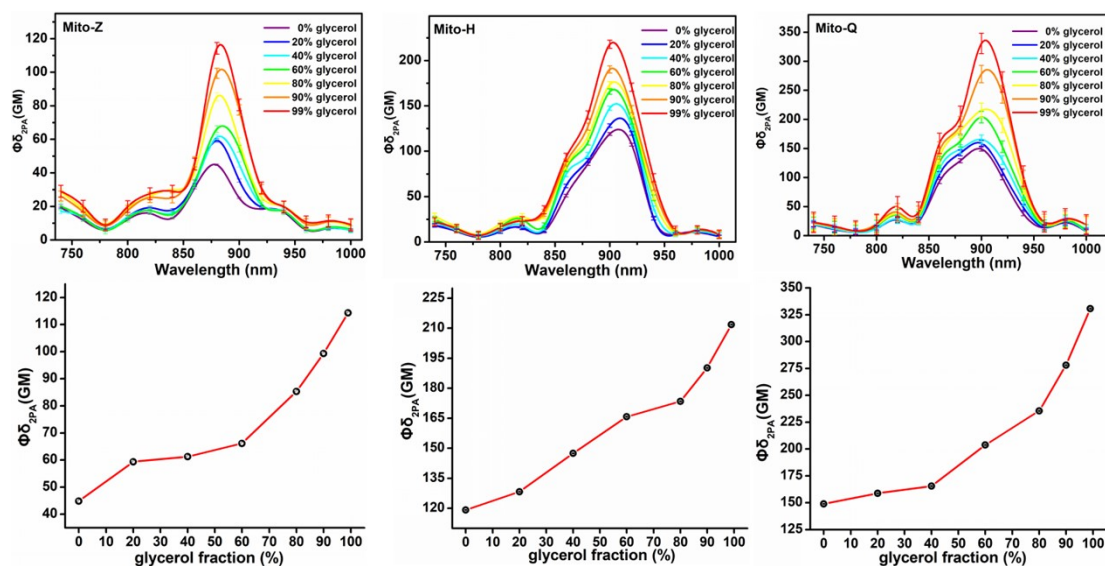 Mito-Z
0% glycerol
20% glycerol
40% glycerol
60% glycerol
80% glycerol
90% glycerol
99% glycerol
Φδ2PA(GM)
120
100
80
60
40
20
0
750 800 850 900 950 1000
Wavelength (nm)
Mito-H
0% glycerol
20% glycerol
40% glycerol
60% glycerol
80% glycerol
90% glycerol
99% glycerol
Φδ2PA(GM)
250
200
150
100
50
0
750 800 850 900 950 1000
Wavelength (nm)
Mito-Q
0% glycerol
20% glycerol
40% glycerol
60% glycerol
80% glycerol
90% glycerol
99% glycerol
Φδ2PA(GM)
350
300
250
200
150
100
50
0
750 800 850 900 950 1000
Wavelength (nm)
Φδ2PA(GM)
120
110
100
90
80
70
60
50
40
0 10 20 30 40 50 60 70 80 90 100
glycerol fraction (%)
Φδ2PA(GM)
225
210
195
180
165
150
135
120
0 10 20 30 40 50 60 70 80 90 100
glycerol fraction (%)
Φδ2PA(GM)
350
325
300
275
250
225
200
175
150
125
0 10 20 30 40 50 60 70 80 90 100
glycerol fraction (%)